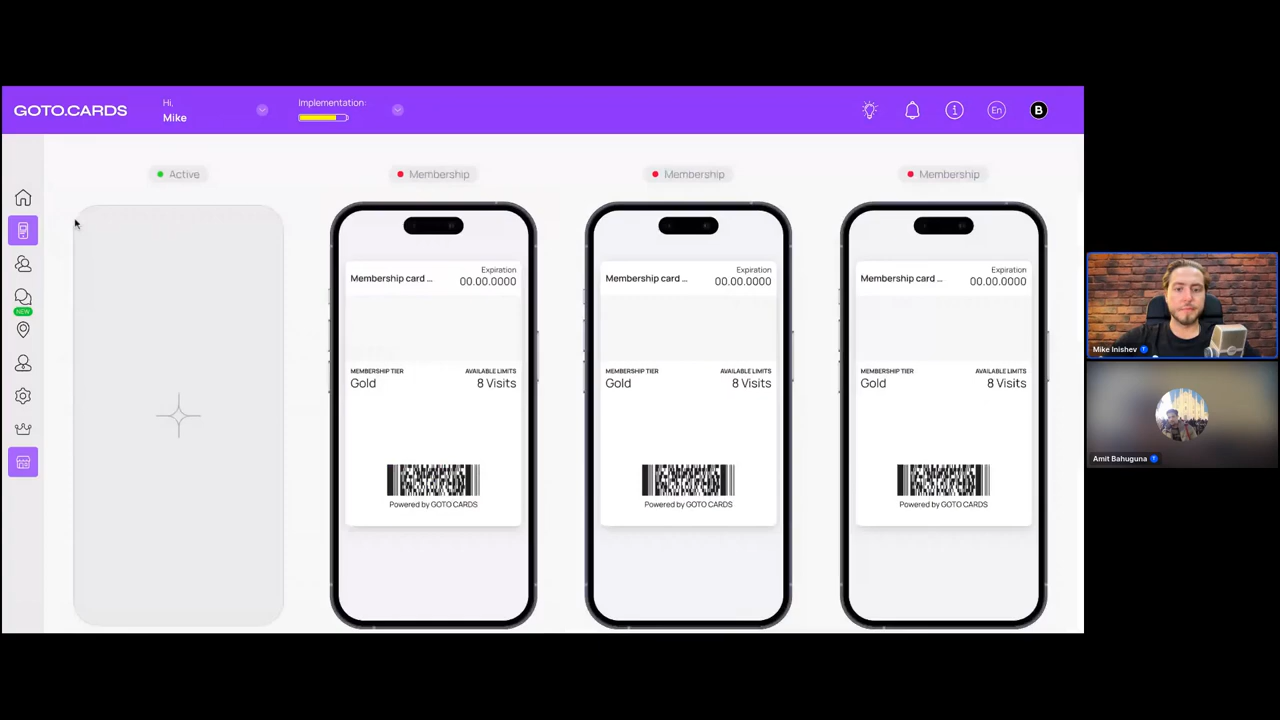 GOTO.CARDS
Hi,
Mike
Implementation:
En
B
Active
Membership
Membership
Membership
NEW
Membership card ...
Expiration
00.00.0000
MEMBERSHIP TIER
Gold
AVAILABLE LIMITS
8 Visits
Powered by GOTO CARDS
Membership card ...
Expiration
00.00.0000
MEMBERSHIP TIER
Gold
AVAILABLE LIMITS
8 Visits
Powered by GOTO CARDS
Membership card ...
Expiration
00.00.0000
MEMBERSHIP TIER
Gold
AVAILABLE LIMITS
8 Visits
Powered by GOTO CARDS
Mike Inishev
Amit Bahuguna